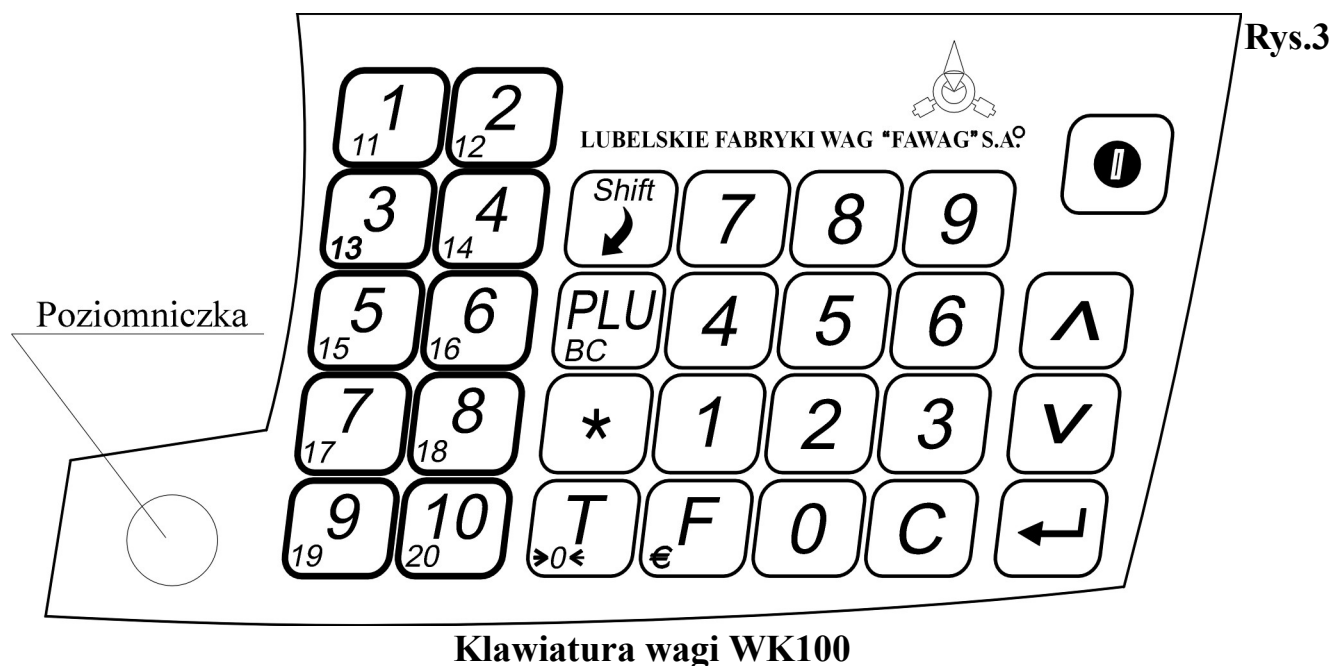 Rys.3
1 11 2 12
LUBELSKIE FABRYKI WAG "FAWAG" S.A.
3 13 4 14 Shift 7 8 9
Poziomniczka
5 15 6 16 PLU BC 4 5 6 Λ
7 17 8 18 * 1 2 3 V
9 19 10 20 T >0< F € 0 C
Klawiatura wagi WK100